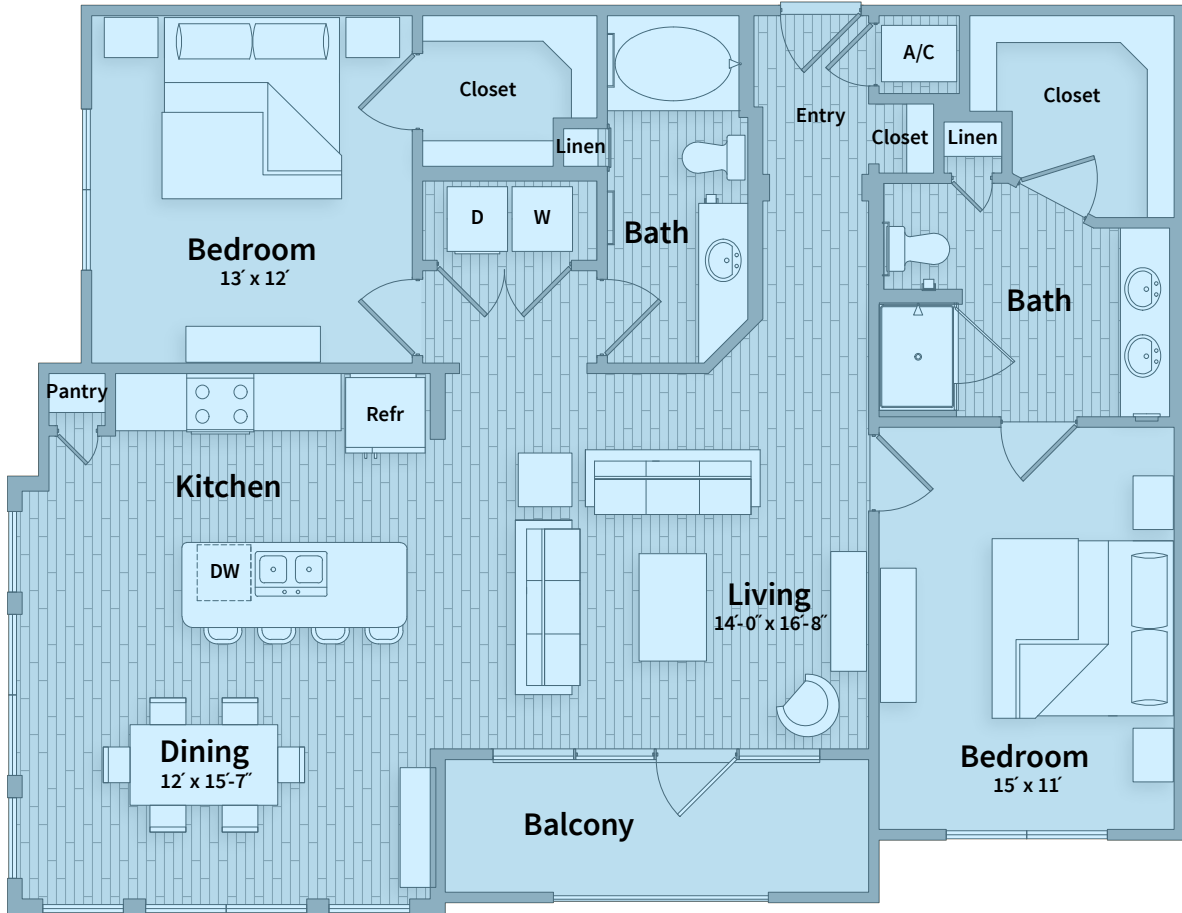 A/C
Closet
Closet
Entry
Closet
Linen
Linen
D
W
Bath
Bedroom
13′ x 12′
Bath
Pantry
Refr
Kitchen
DW
Living
14′-0″ x 16′-8″
Dining
12′ x 15′-7″
Bedroom
15′ x 11′
Balcony